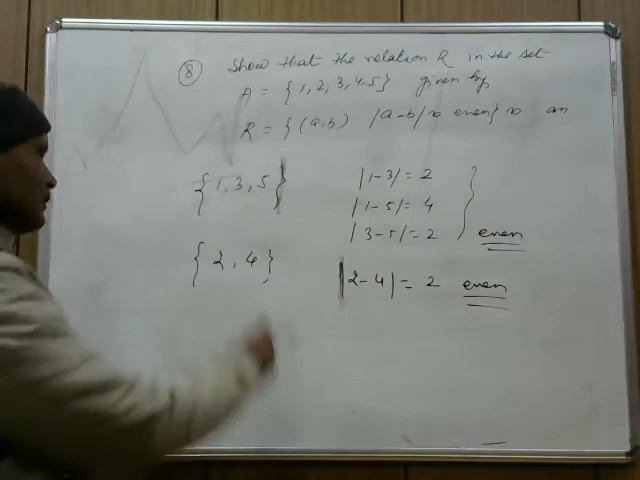 ⑧ Show that the relation R in the set
A = {1,2,3,4.5} given by
R = {(a.b) |a-b| is even} is an
{1,3,5}
|1-3| = 2
|1-5| = 4
|3-5| = 2 } even
{2,4}
|2-4| = 2 even